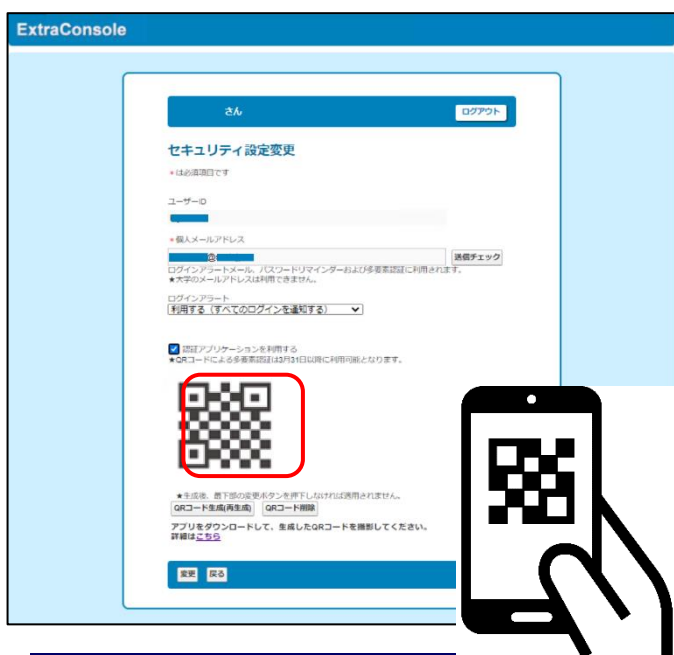 ExtraConsole
さん
ログアウト
セキュリティ設定変更
* は必須項目です
ユーザーID
* 個人メールアドレス
@
送信チェック
ログインアラートメール、パスワードリマインダーおよび多要素認証に利用されます。
★大学のメールアドレスは利用できません。
ログインアラート
利用する（すべてのログインを通知する）
認証アプリケーションを利用する
★QRコードによる多要素認証は3月31日以降に利用可能となります。
★生成後、最下部の変更ボタンを押下しなければ適用されません。
QRコード生成(再生成) QRコード削除
アプリをダウンロードして、生成したQRコードを撮影してください。
詳細はこちら
変更 戻る